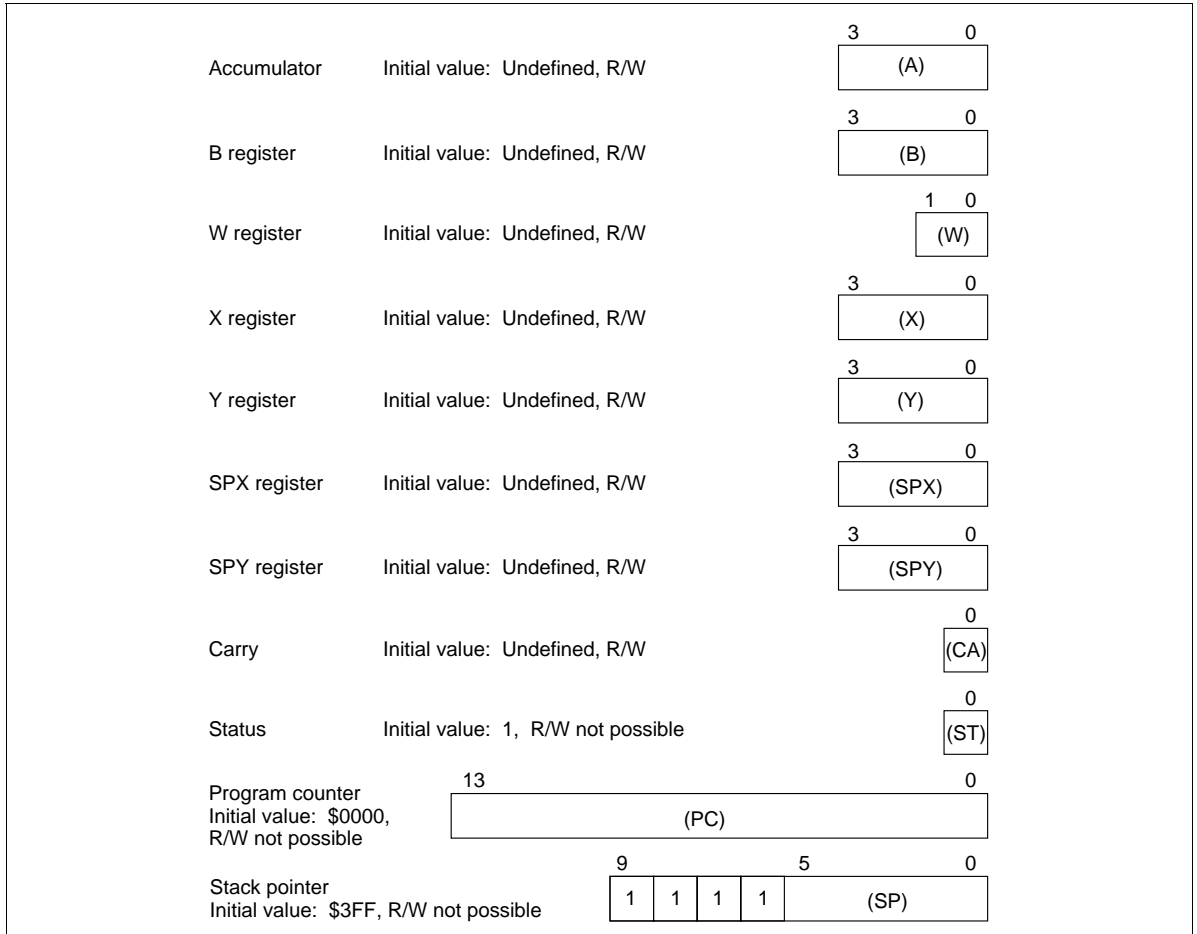 3 0
Accumulator Initial value: Undefined, R/W (A)
3 0
B register Initial value: Undefined, R/W (B)
1 0
W register Initial value: Undefined, R/W (W)
3 0
X register Initial value: Undefined, R/W (X)
3 0
Y register Initial value: Undefined, R/W (Y)
3 0
SPX register Initial value: Undefined, R/W (SPX)
3 0
SPY register Initial value: Undefined, R/W (SPY)
0
Carry Initial value: Undefined, R/W (CA)
0
Status Initial value: 1, R/W not possible (ST)
13 0
Program counter
Initial value: $0000,
R/W not possible
(PC)
9 5 0
Stack pointer
Initial value: $3FF, R/W not possible
1 1 1 1 (SP)